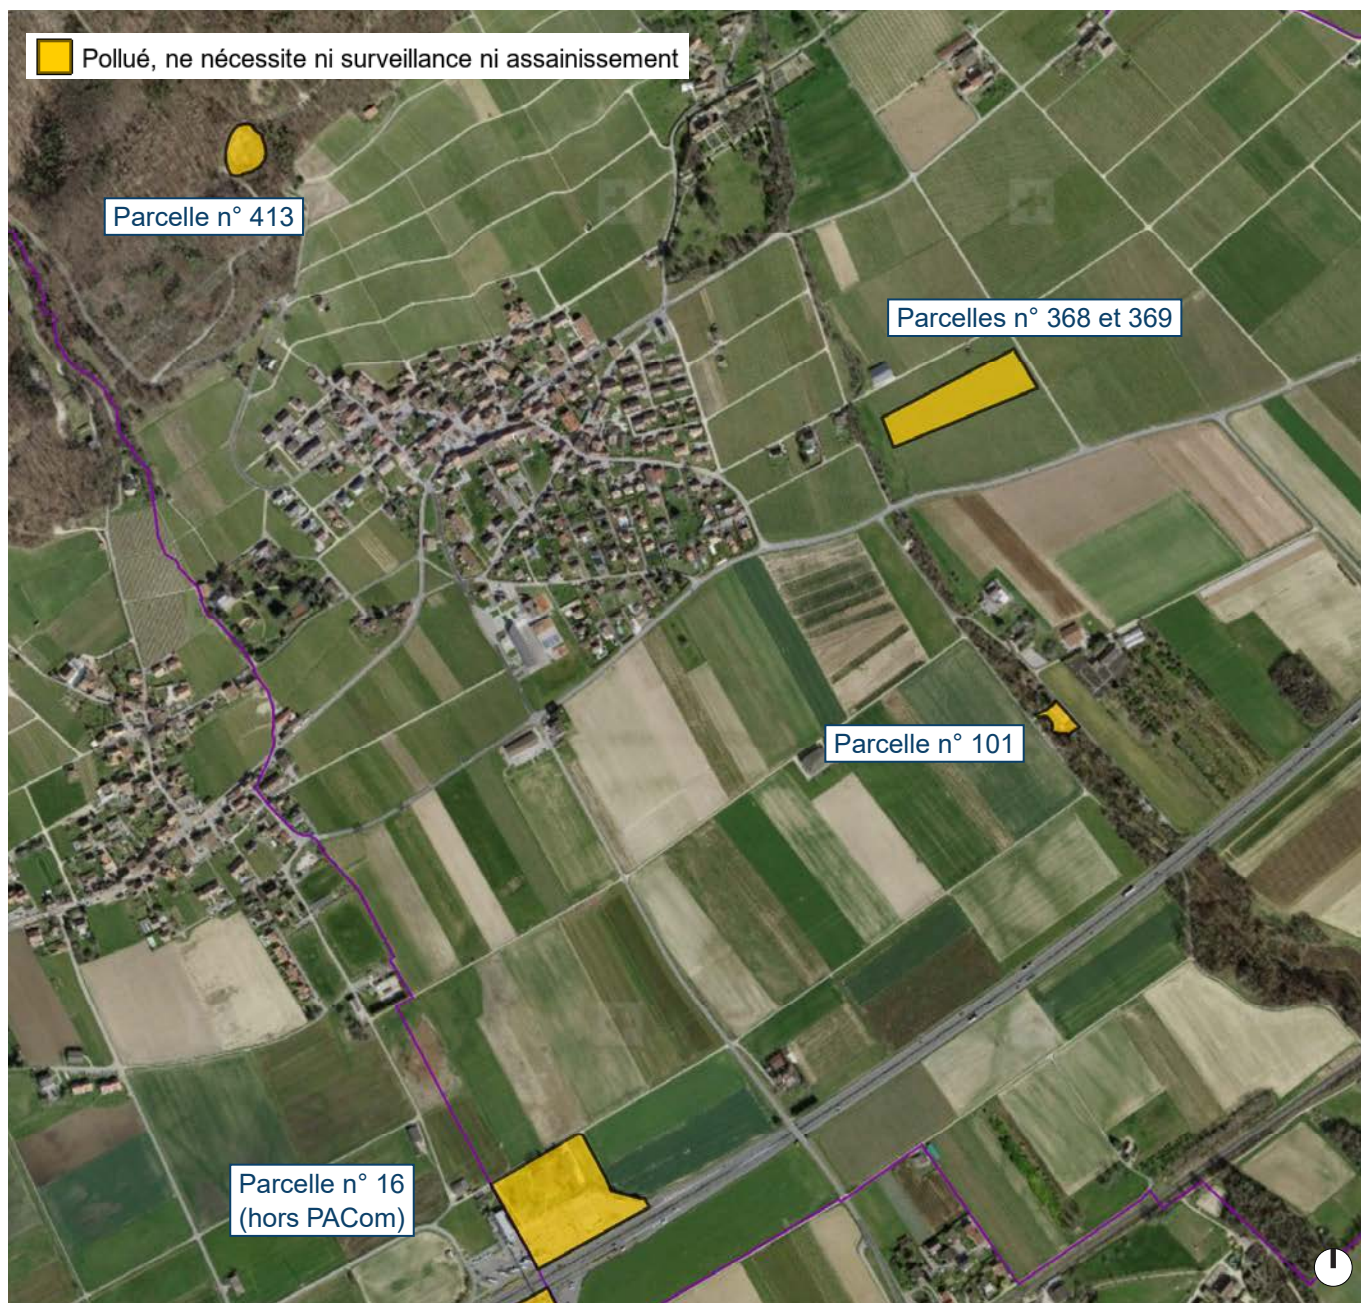 Pollué, ne nécessite ni surveillance ni assainissement
Parcelle n° 413
Parcelles n° 368 et 369
Parcelle n° 101
Parcelle n° 16
(hors PACom)